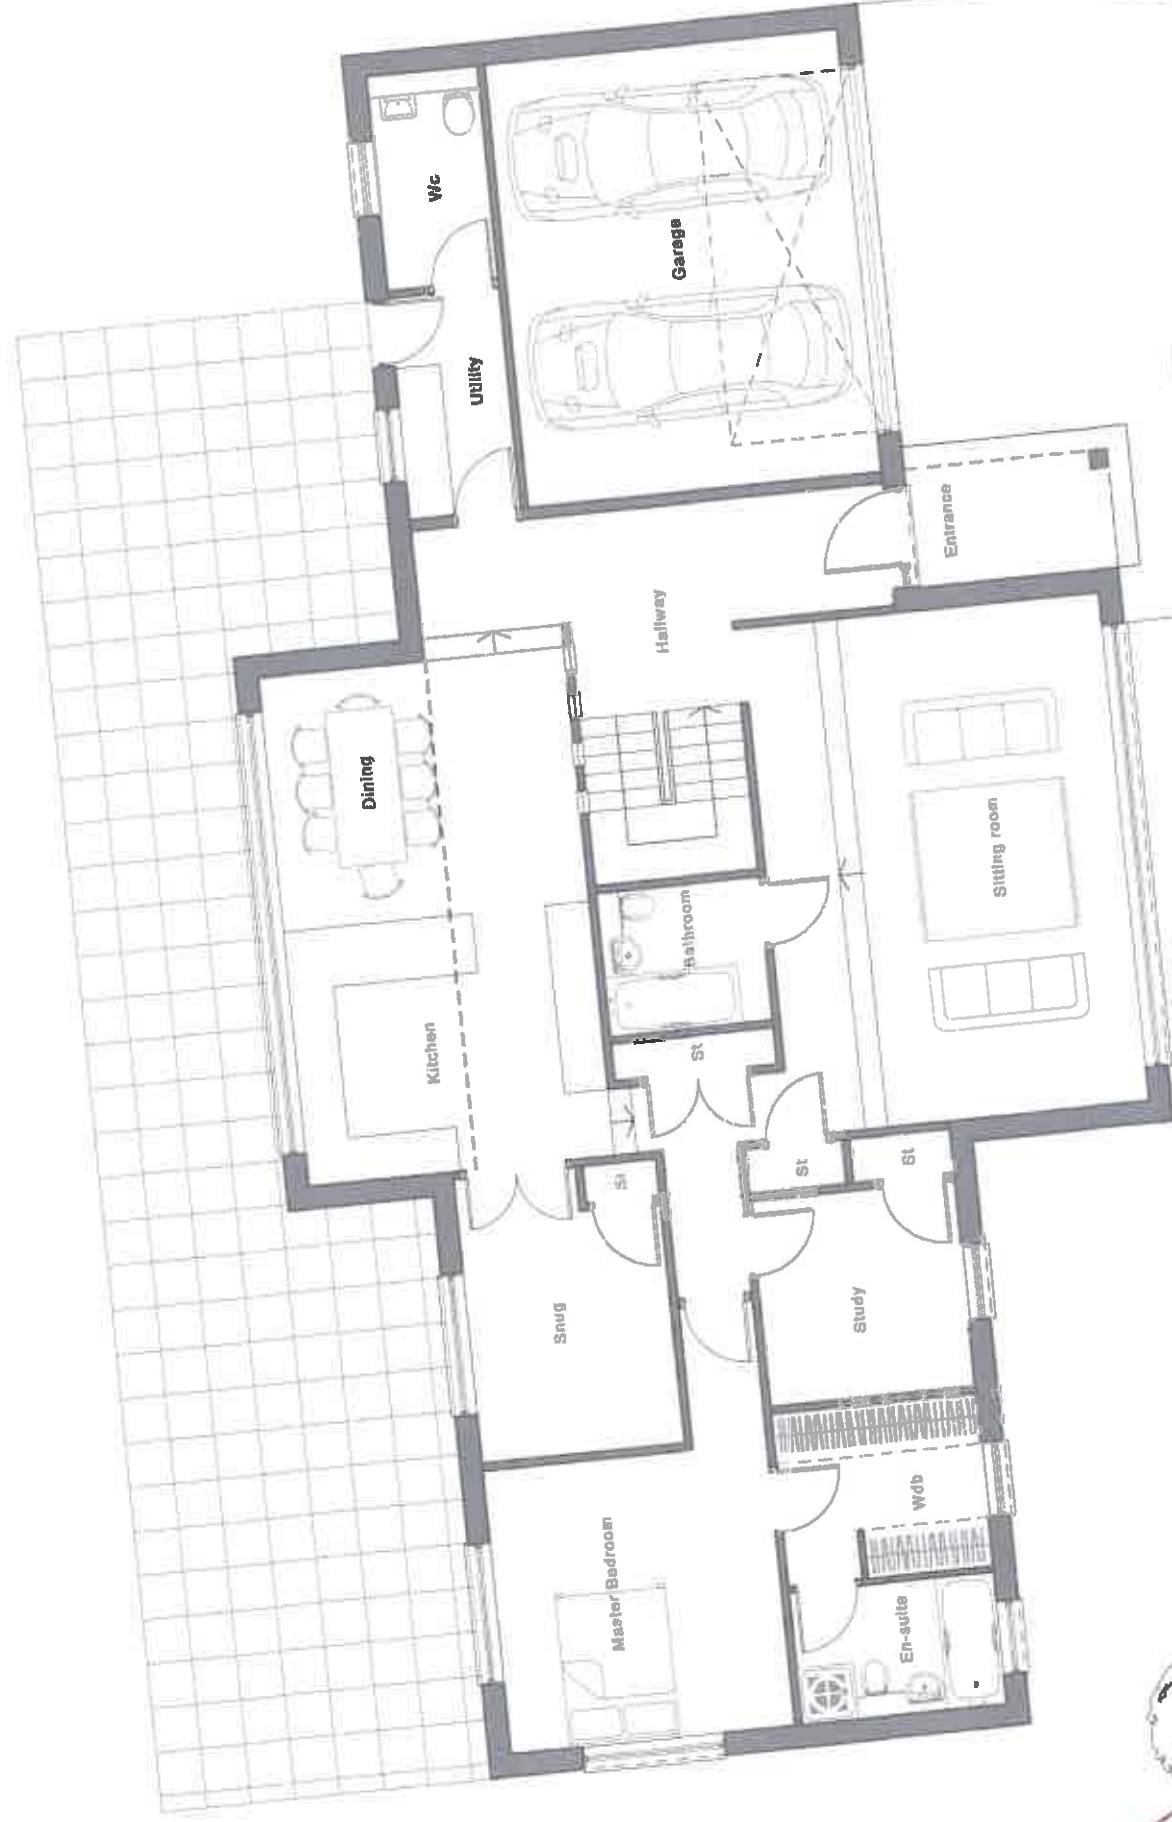 Master Bedroom
En-suite
Wdb
Snug
Study
St
St
St
St
Kitchen
Bathroom
Dining
Sitting room
Hallway
Utility
Entrance
Wc
Garage